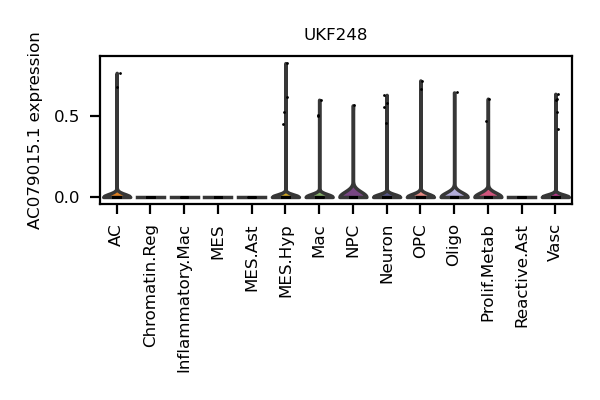 UKF248
AC079015.1 expression
0.5
0.0
AC
Chromatin.Reg
Inflammatory.Mac
MES
MES.Ast
MES.Hyp
Mac
NPC
Neuron
OPC
Oligo
Prolif.Metab
Reactive.Ast
Vasc